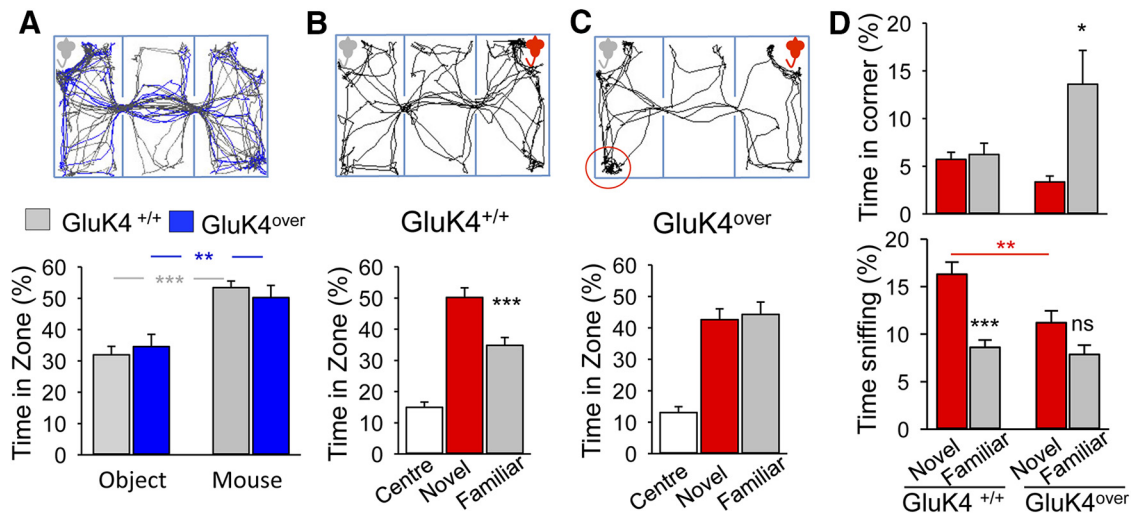 A
B
C
D
GluK4 +/+
GluK4over
GluK4+/+
GluK4over
Time in Zone (%)
60
50
40
30
20
10
0
***
**
Object
Mouse
Time in Zone (%)
60
50
40
30
20
10
0
***
Centre
Novel
Familiar
Time in Zone (%)
60
50
40
30
20
10
0
Centre
Novel
Familiar
Time in corner (%)
20
15
10
5
0
*
Time sniffing (%)
20
15
10
5
0
**
***
ns
Novel
Familiar
Novel
Familiar
GluK4 +/+
GluK4over